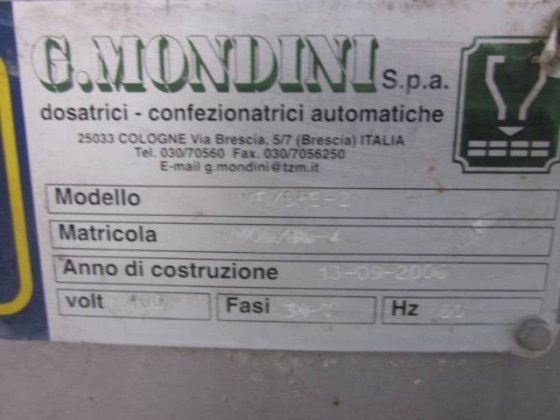 G.MONDINI S.p.a.
dosatrici - confezionatrici automatiche
25033 COLOGNE Via Brescia, 5/7 (Brescia) ITALIA
Tel. 030/70560 Fax. 030/7056250
E-mail g.mondini@tzm.it
Modello
Matricola
Anno di costruzione 13-09-2006
volt Fasi Hz 60